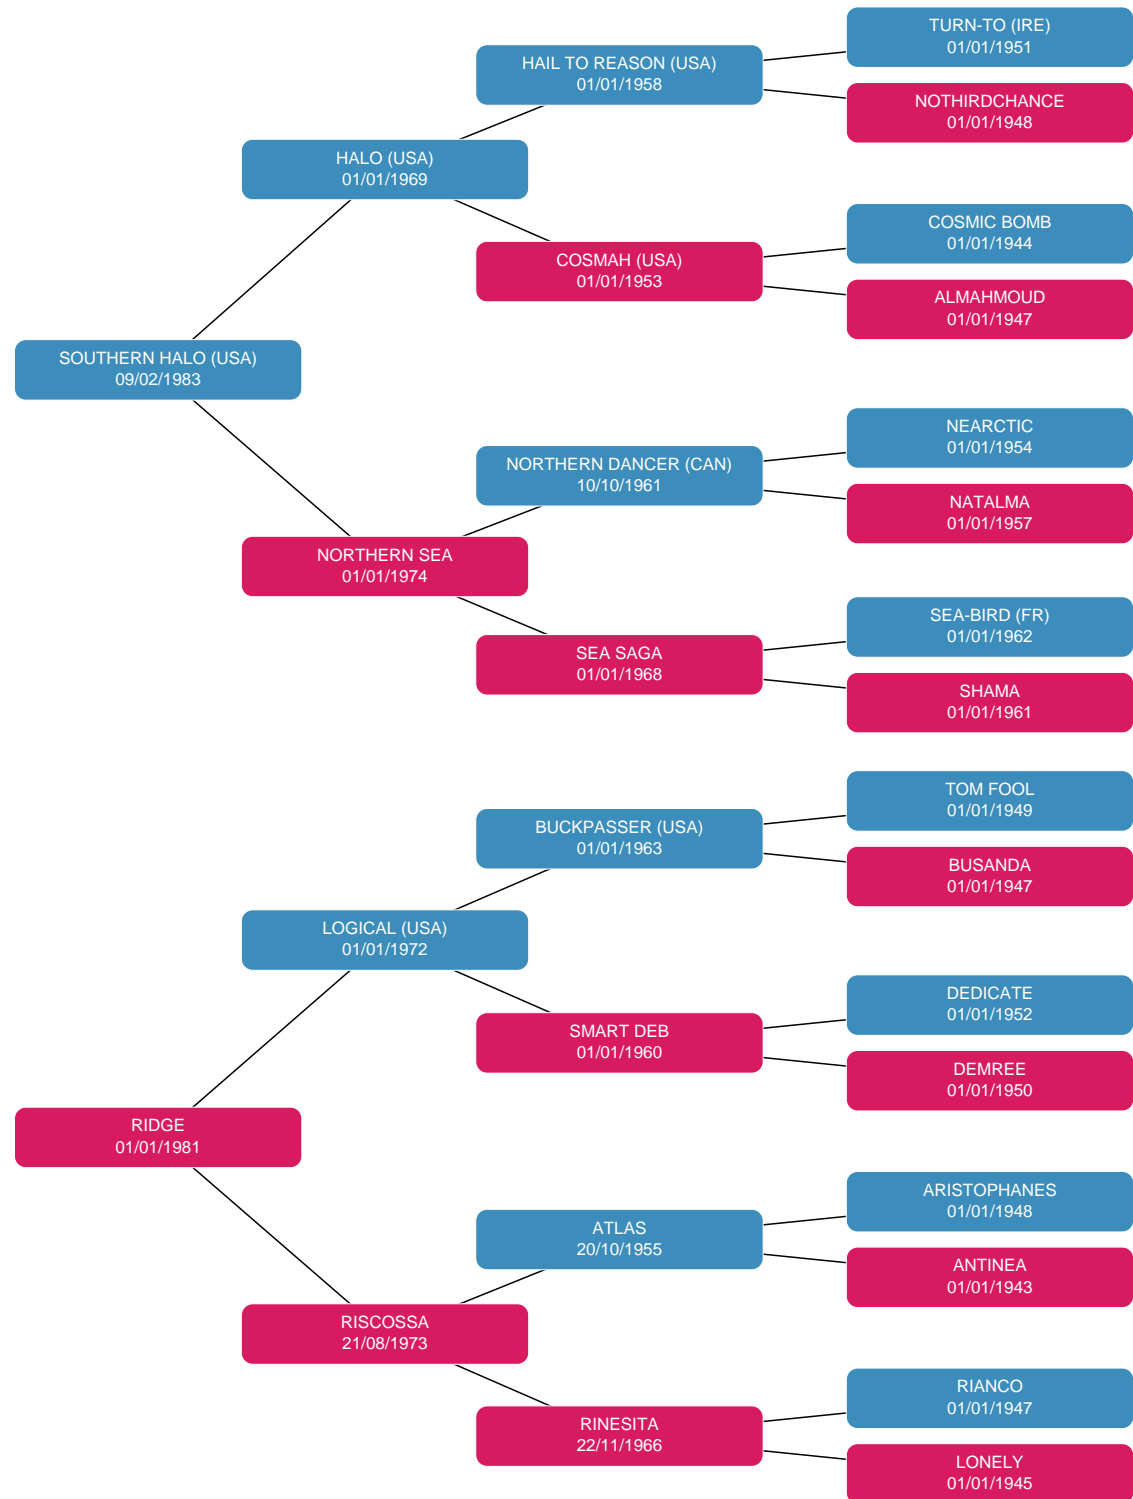 TURN-TO (IRE)
01/01/1951
HAIL TO REASON (USA)
01/01/1958
NOTHIRDCHANCE
01/01/1948
HALO (USA)
01/01/1969
COSMIC BOMB
01/01/1944
COSMAH (USA)
01/01/1953
ALMAHMOUD
01/01/1947
SOUTHERN HALO (USA)
09/02/1983
NEARCTIC
01/01/1954
NORTHERN DANCER (CAN)
10/10/1961
NATALMA
01/01/1957
NORTHERN SEA
01/01/1974
SEA-BIRD (FR)
01/01/1962
SEA SAGA
01/01/1968
SHAMA
01/01/1961
TOM FOOL
01/01/1949
BUCKPASSER (USA)
01/01/1963
BUSANDA
01/01/1947
LOGICAL (USA)
01/01/1972
DEDICATE
01/01/1952
SMART DEB
01/01/1960
DEMREE
01/01/1950
RIDGE
01/01/1981
ARISTOPHANES
01/01/1948
ATLAS
20/10/1955
ANTINEA
01/01/1943
RISCOSSA
21/08/1973
RIANCO
01/01/1947
RINESITA
22/11/1966
LONELY
01/01/1945